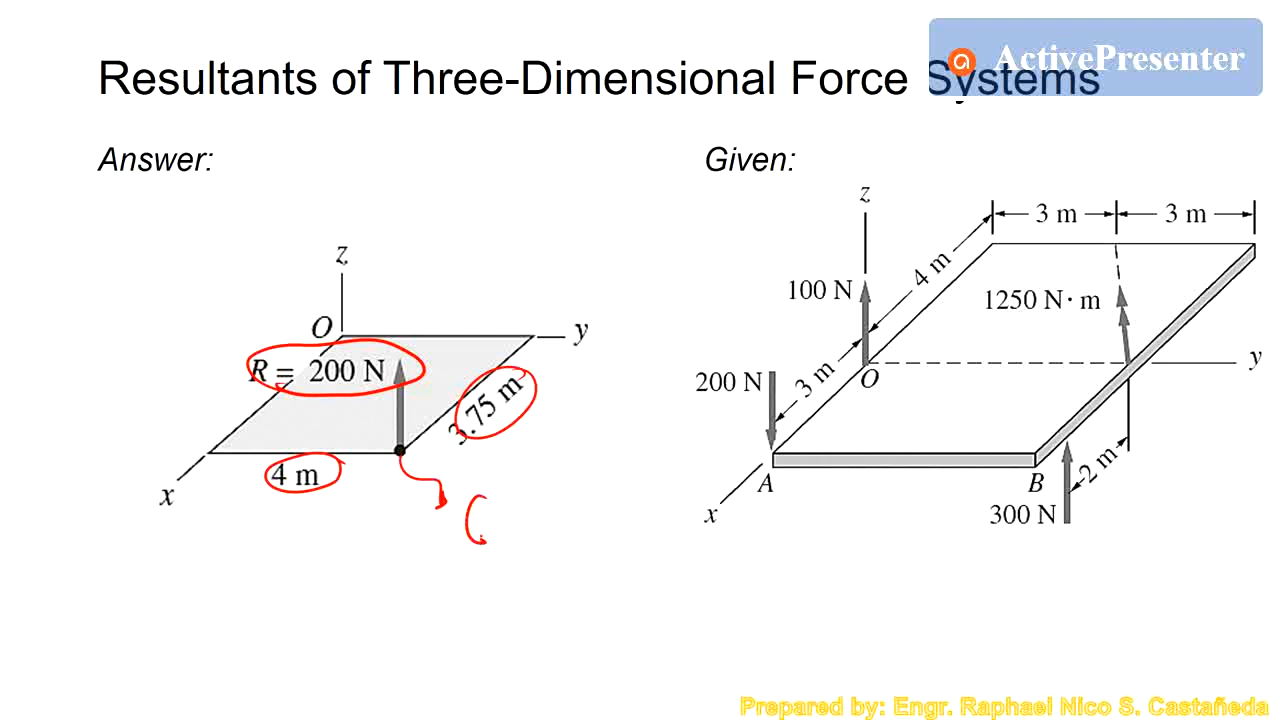 Resultants of Three-Dimensional Force Systems
ActivePresenter
Answer:
Given:
z
O
y
R = 200 N
3.75 m
4 m
x
(
z
3 m
3 m
4 m
100 N
1250 N·m
3 m
200 N
O
y
A
B
2 m
x
300 N
Prepared by: Engr. Raphael Nico S. Castañeda